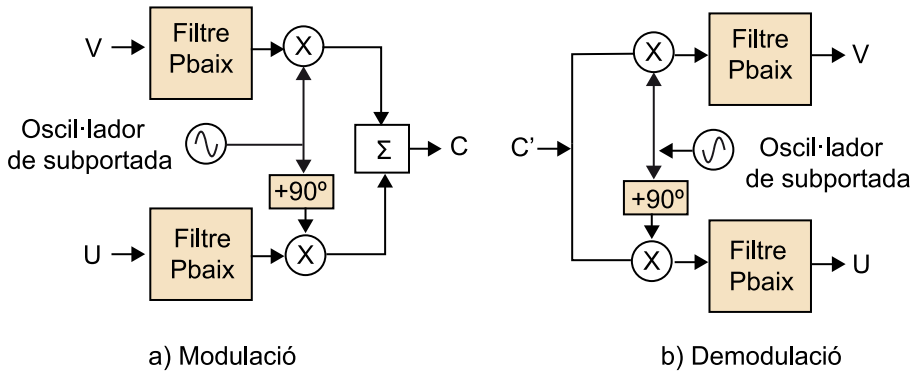 V
Filtre
Pbaix
X
Oscil·lador
de subportada
Σ
C
+90º
U
Filtre
Pbaix
X
a) Modulació
C'
X
Filtre
Pbaix
V
Oscil·lador
de subportada
+90º
X
Filtre
Pbaix
U
b) Demodulació